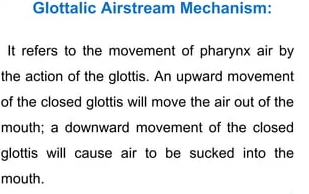 Glottalic Airstream Mechanism:
It refers to the movement of pharynx air by
the action of the glottis. An upward movement
of the closed glottis will move the air out of the
mouth; a downward movement of the closed
glottis will cause air to be sucked into the
mouth.